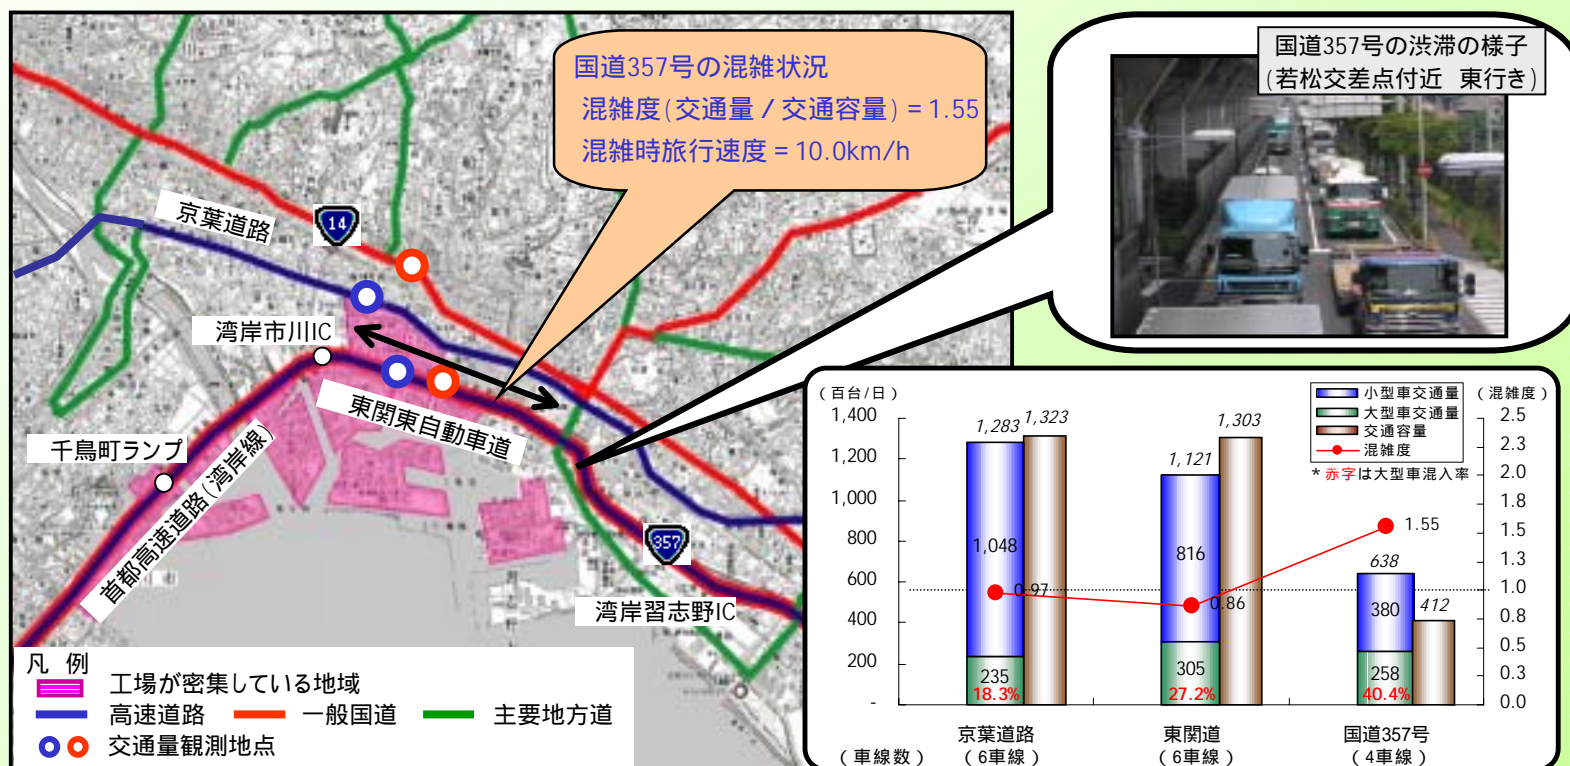 国道357号の混雑状況
混雑度(交通量 / 交通容量) = 1.55
混雑時旅行速度 = 10.0km/h
国道357号の渋滞の様子
(若松交差点付近 東行き)
京葉道路
14
湾岸市川IC
東関東自動車道
千鳥町ランプ
首都高速道路(湾岸線)
357
湾岸習志野IC
凡 例
工場が密集している地域
高速道路 一般国道 主要地方道
交通量観測地点
(百台/日)
(混雑度)
小型車交通量
大型車交通量
交通容量
混雑度
*赤字は大型車混入率
1,400
1,200
1,000
800
600
400
200
-
2.5
2.3
2.0
1.8
1.5
1.3
1.0
0.8
0.5
0.3
0.0
1,283 1,323
1,048
0.97
235
18.3%
1,121 1,303
816
0.86
305
27.2%
1.55
638
380 412
258
40.4%
京葉道路 東関道 国道357号
(車線数) (6車線) (6車線) (4車線)